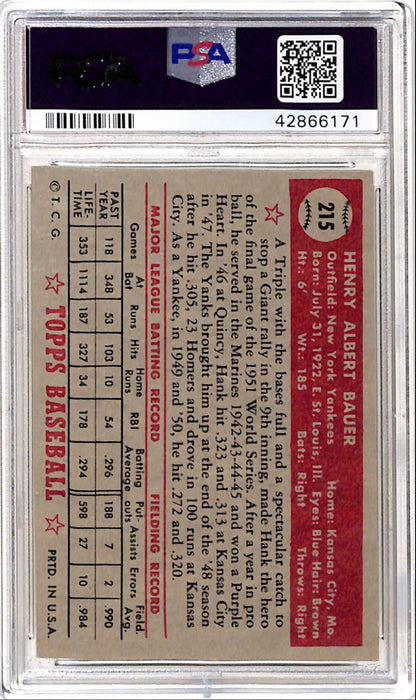 PSA
PSA
42866171
215
HENRY ALBERT BAUER
Outfield: New York Yankees Home: Kansas City, Mo.
Born: July 31, 1922, E. St. Louis, Ill. Eyes: Blue Hair: Brown
Ht.: 6' Wt.: 185 Bats: Right Throws: Right
A Triple with the bases full and a spectacular catch to
stop a Giant rally in the 9th inning, made Hank the hero
of the final game of the 1951 World Series. After a year in pro
ball, he served in the Marines 1942-43-44-45 and won a Purple
Heart. In '46 at Quincy, Hank hit .323 and .313 at Kansas City
in '47. The Yanks brought him up at the end of the '48 season
after he hit .305, 23 Homers and drove in 100 runs at Kansas
City. As a Yankee, in 1949 and '50, he hit .272 and .320.
MAJOR LEAGUE BATTING RECORD FIELDING RECORD
Games At Bat Runs Hits Home Runs RBI Batting Average Put outs Assists Errors Field. Avg.
PAST YEAR 118 348 53 103 10 54 .296 188 7 2 .990
LIFE-TIME 353 1114 187 327 34 178 .294 598 27 10 .984
© T. C. G. TOPPS BASEBALL PRTD. IN U.S.A.